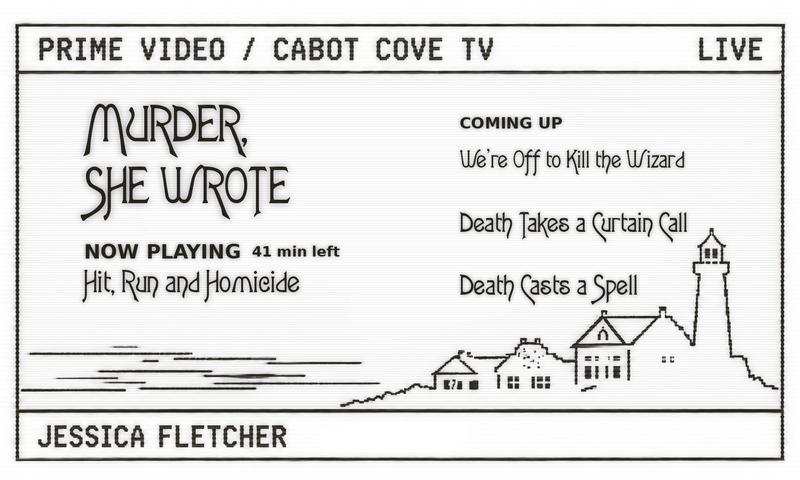 PRIME VIDEO / CABOT COVE TV
LIVE
MURDER,
SHE WROTE
NOW PLAYING 41 min left
Hit, Run and Homicide
COMING UP
We're Off to Kill the Wizard
Death Takes a Curtain Call
Death Casts a Spell
JESSICA FLETCHER